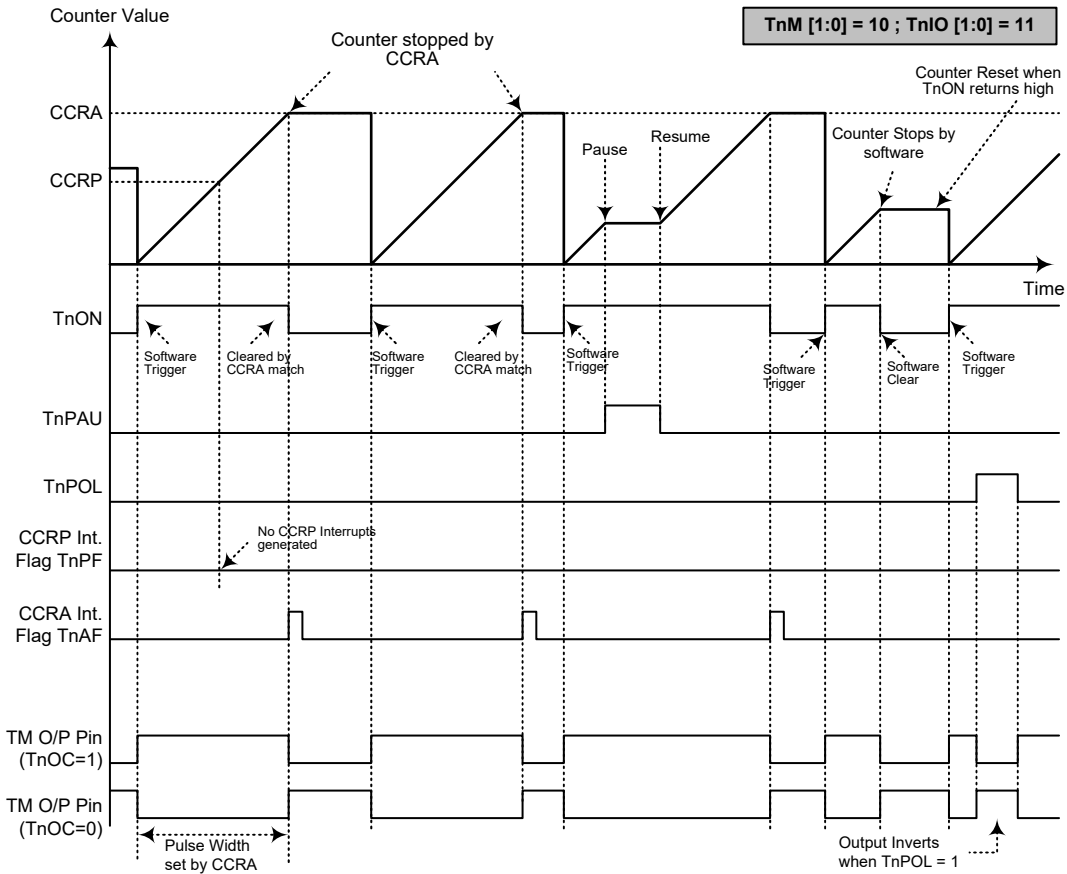 Counter Value
TnM [1:0] = 10 ; TnIO [1:0] = 11
Counter stopped by
CCRA
Counter Reset when
TnON returns high
CCRA
Pause
Resume
Counter Stops by
software
CCRP
Time
TnON
Software
Trigger
Cleared by
CCRA match
Software
Trigger
Cleared by
CCRA match
Software
Trigger
Software
Trigger
Software
Clear
Software
Trigger
TnPAU
TnPOL
CCRP Int.
Flag TnPF
No CCRP Interrupts
generated
CCRA Int.
Flag TnAF
TM O/P Pin
(TnOC=1)
TM O/P Pin
(TnOC=0)
Pulse Width
set by CCRA
Output Inverts
when TnPOL = 1